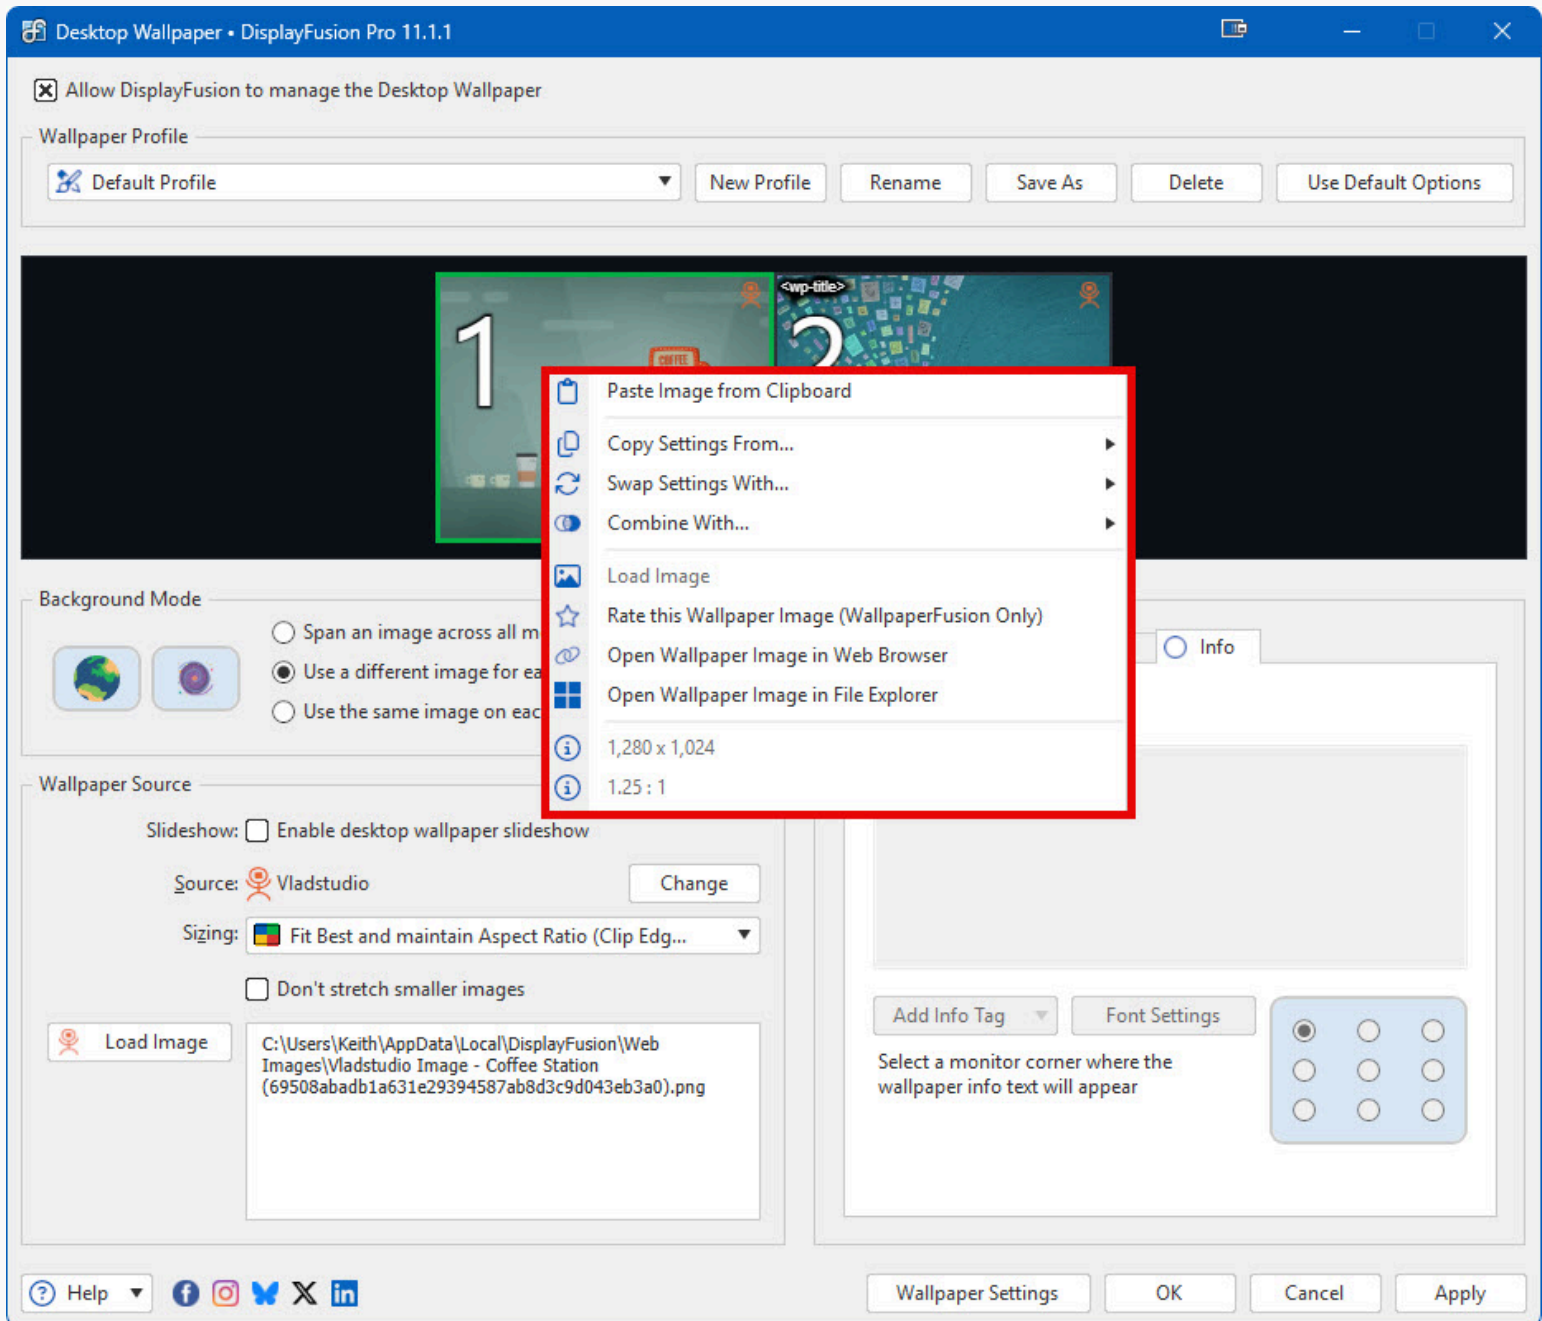 Desktop Wallpaper • DisplayFusion Pro 11.1.1
Allow DisplayFusion to manage the Desktop Wallpaper
Wallpaper Profile
Default Profile
New Profile
Rename
Save As
Delete
Use Default Options
1
COFFEE
<wp-title>
2
Paste Image from Clipboard
Copy Settings From...
Swap Settings With...
Combine With...
Load Image
Rate this Wallpaper Image (WallpaperFusion Only)
Open Wallpaper Image in Web Browser
Open Wallpaper Image in File Explorer
1,280 x 1,024
1.25 : 1
Background Mode
Span an image across all
Use a different image for
Use the same image on
Info
Wallpaper Source
Slideshow:
Enable desktop wallpaper slideshow
Source:
Vladstudio
Change
Sizing:
Fit Best and maintain Aspect Ratio (Clip Edg...
Don't stretch smaller images
Load Image
C:\Users\Keith\AppData\Local\DisplayFusion\Web
Images\Vladstudio Image - Coffee Station
(69508abadb1a631e29394587ab8d3c9d043eb3a0).png
Add Info Tag
Font Settings
Select a monitor corner where the
wallpaper info text will appear
Help
Wallpaper Settings
OK
Cancel
Apply